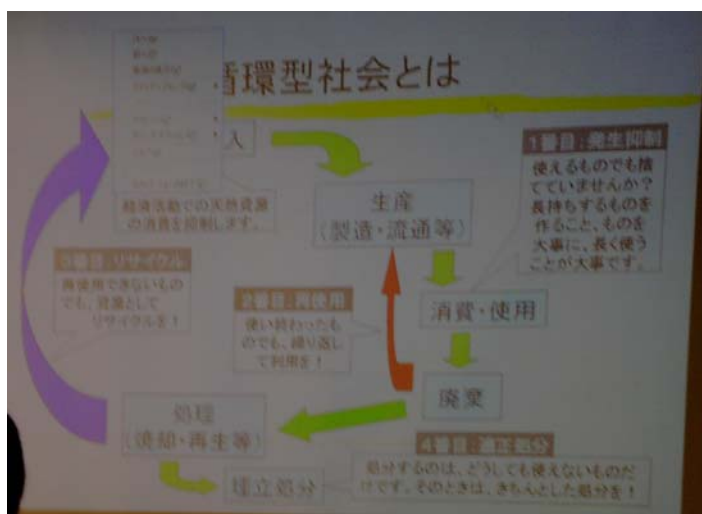 循環型社会とは
入
経済活動での天然資源
の消費を抑制します。
生産
(製造・流通等)
1番目:発生抑制
使えるものでも捨
てていませんか?
長持ちするものを
作ること、ものを
大事に、長く使う
ことが大事です。
3番目:リサイクル
再使用できないもの
でも、資源として
リサイクルを!
2番目:再使用
使い終わったも
のでも、繰り返し
て利用を!
消費・使用
廃棄
処理
(焼却・再生等)
4番目:適正処分
処分するのは、どうしても使えないものだ
けです。そのときは、きちんとした処分を!
埋立処分